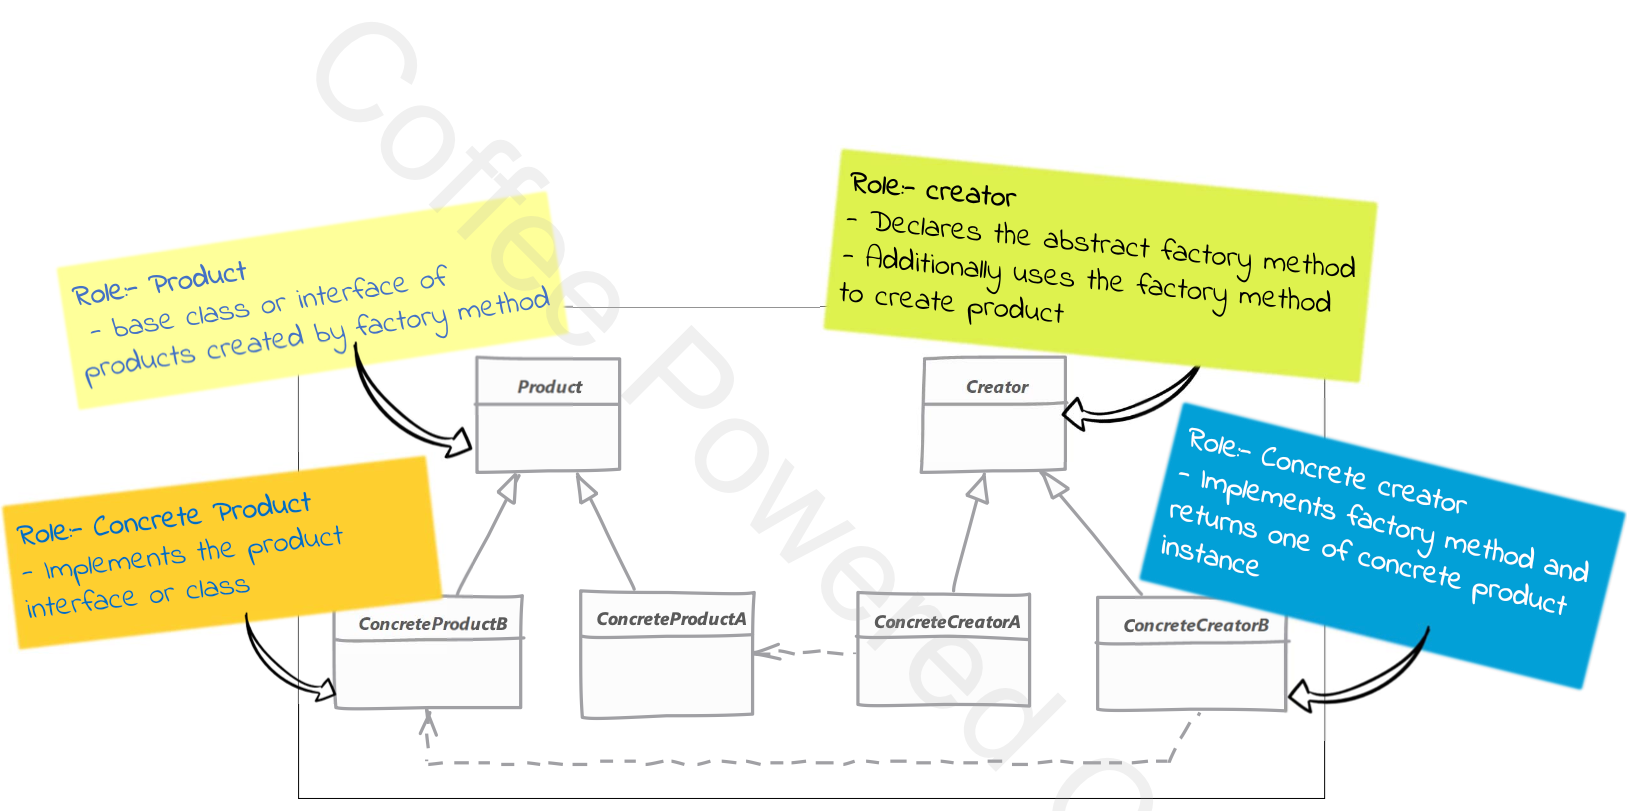 Role:- creator
- Declares the abstract factory method
- Additionally uses the factory method
to create product
Role:- Product
- base class or interface of
products created by factory method
Product
Creator
Role:- Concrete creator
- Implements factory method and
returns one of concrete product
instance
Role:- Concrete Product
- Implements the product
interface or class
ConcreteProductB
ConcreteProductA
ConcreteCreatorA
ConcreteCreatorB
Coffee Powered C